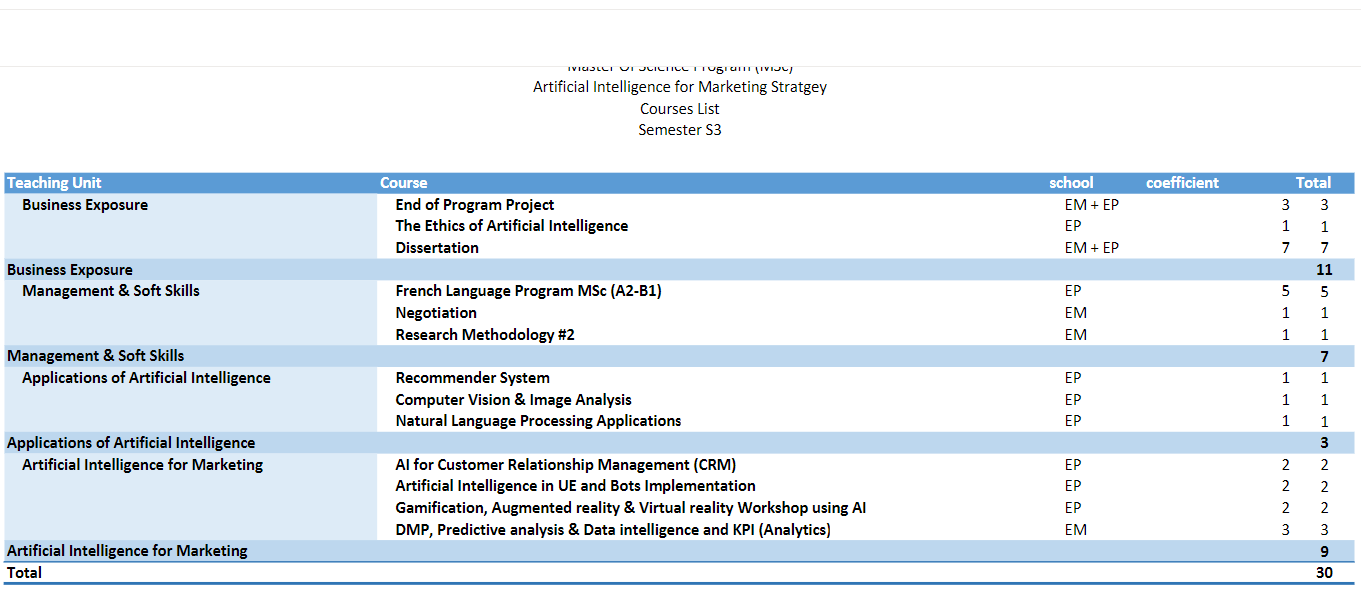 Master Of Science Program (MSc)
Artificial Intelligence for Marketing Stratgey
Courses List
Semester S3
Teaching Unit Course school coefficient Total
Business Exposure End of Program Project EM + EP 3 3
The Ethics of Artificial Intelligence EP 1 1
Dissertation EM + EP 7 7
Business Exposure 11
Management & Soft Skills French Language Program MSc (A2-B1) EP 5 5
Negotiation EM 1 1
Research Methodology #2 EM 1 1
Management & Soft Skills 7
Applications of Artificial Intelligence Recommender System EP 1 1
Computer Vision & Image Analysis EP 1 1
Natural Language Processing Applications EP 1 1
Applications of Artificial Intelligence 3
Artificial Intelligence for Marketing AI for Customer Relationship Management (CRM) EP 2 2
Artificial Intelligence in UE and Bots Implementation EP 2 2
Gamification, Augmented reality & Virtual reality Workshop using AI EP 2 2
DMP, Predictive analysis & Data intelligence and KPI (Analytics) EM 3 3
Artificial Intelligence for Marketing 9
Total 30